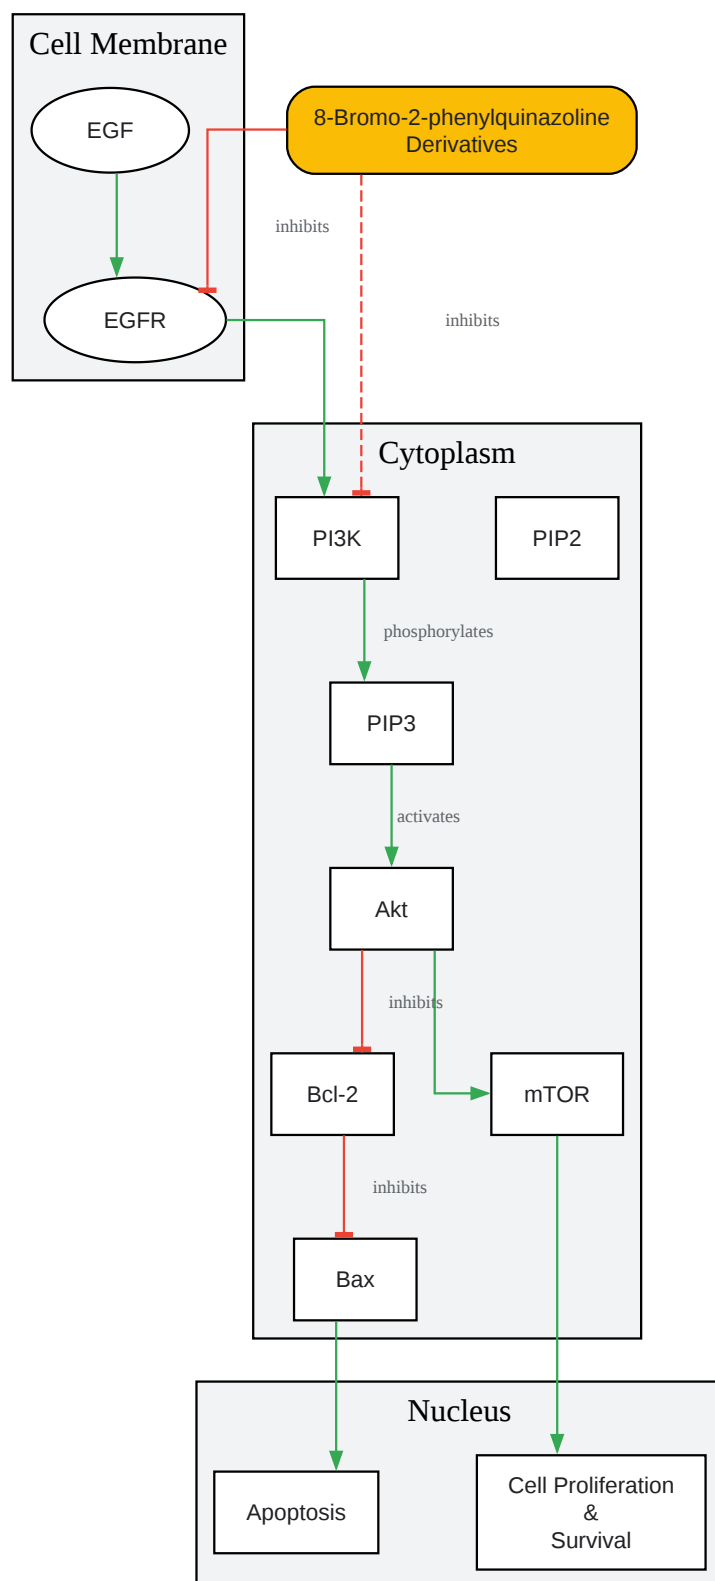 Cell Membrane
EGF
8-Bromo-2-phenylquinazoline
Derivatives
inhibits
EGFR
inhibits
Cytoplasm
PI3K
PIP2
phosphorylates
PIP3
activates
Akt
inhibits
Bcl-2
mTOR
inhibits
Bax
Nucleus
Apoptosis
Cell Proliferation
&
Survival